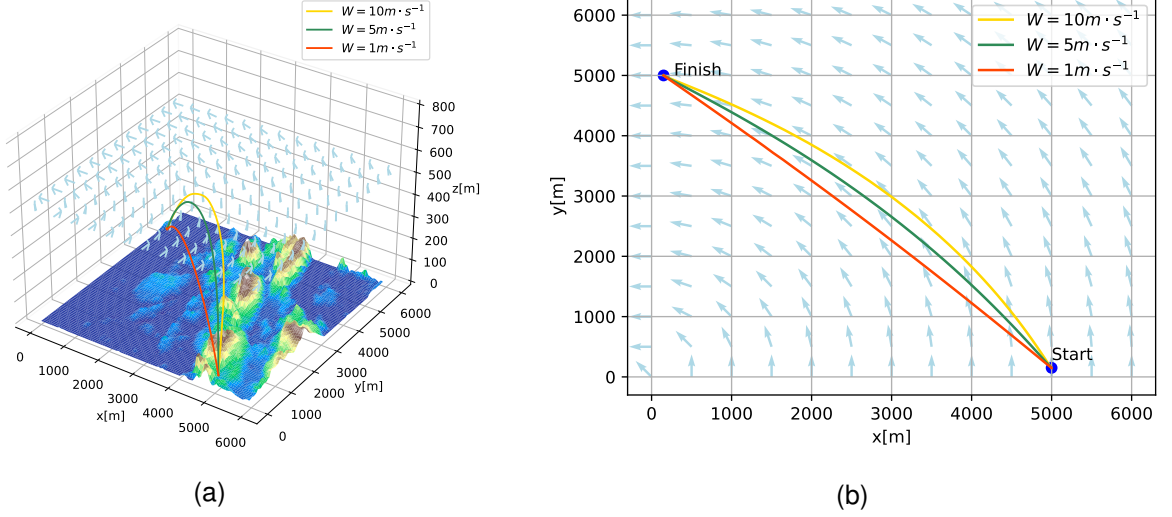 W = 10m · s⁻¹
W = 5m · s⁻¹
W = 1m · s⁻¹
800
700
600
500
z[m]
400
300
200
100
0
0
1000
2000
3000
4000
5000
6000
x[m]
0
1000
2000
3000
4000
5000
6000
y[m]
(a)
W = 10m · s⁻¹
W = 5m · s⁻¹
W = 1m · s⁻¹
6000
5000
4000
3000
2000
1000
0
y[m]
Finish
Start
0 1000 2000 3000 4000 5000 6000
x[m]
(b)